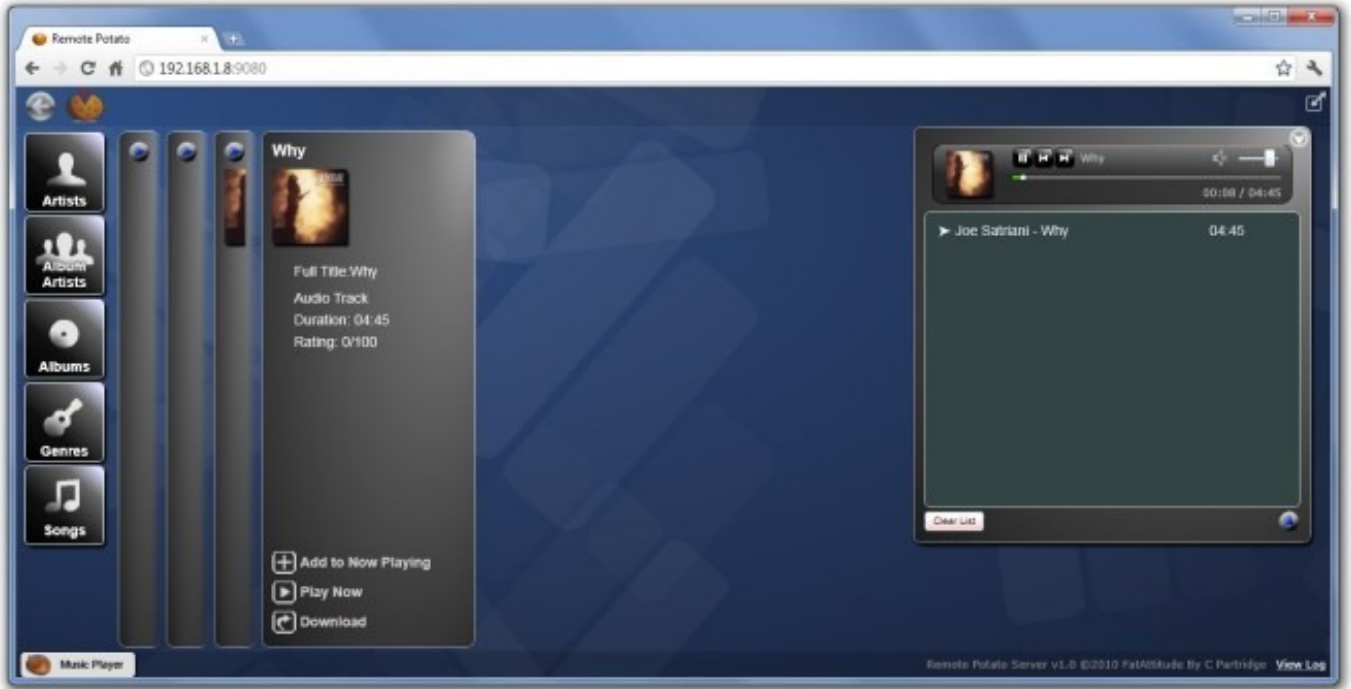 Remote Potato
192.168.1.8:9080
Artists
Album
Artists
Albums
Genres
Songs
Why
Full Title:Why
Audio Track
Duration: 04:45
Rating: 0/100
Add to Now Playing
Play Now
Download
Why
00:08 / 04:45
Joe Satriani - Why 04:45
Clear List
Music Player
Remote Potato Server v1.0 ©2010 FatAttitude By C Partridge View Log